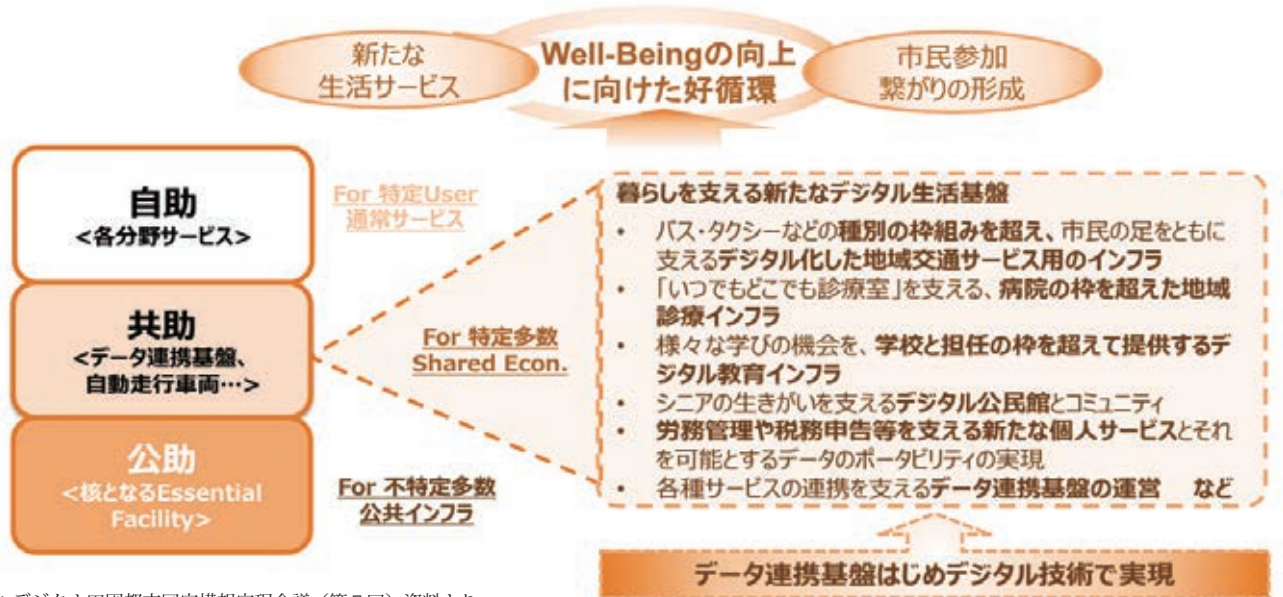 新たな
生活サービス
Well-Beingの向上
に向けた好循環
市民参加
繋がりの形成
自助
<各分野サービス>
For 特定User
通常サービス
共助
<データ連携基盤、
自動走行車両…>
For 特定多数
Shared Econ.
公助
<核となるEssential
Facility>
For 不特定多数
公共インフラ
暮らしを支える新たなデジタル生活基盤
• バス・タクシーなどの種別の枠組みを超え、市民の足をともに
支えるデジタル化した地域交通サービス用のインフラ
• 「いつでもどこでも診療室」を支える、病院の枠を超えた地域
診療インフラ
• 様々な学びの機会を、学校と担任の枠を超えて提供するデ
ジタル教育インフラ
• シニアの生きがいを支えるデジタル公民館とコミュニティ
• 労務管理や税務申告等を支える新たな個人サービスとそれ
を可能とするデータのポータビリティの実現
• 各種サービスの連携を支えるデータ連携基盤の運営 など
データ連携基盤はじめデジタル技術で実現